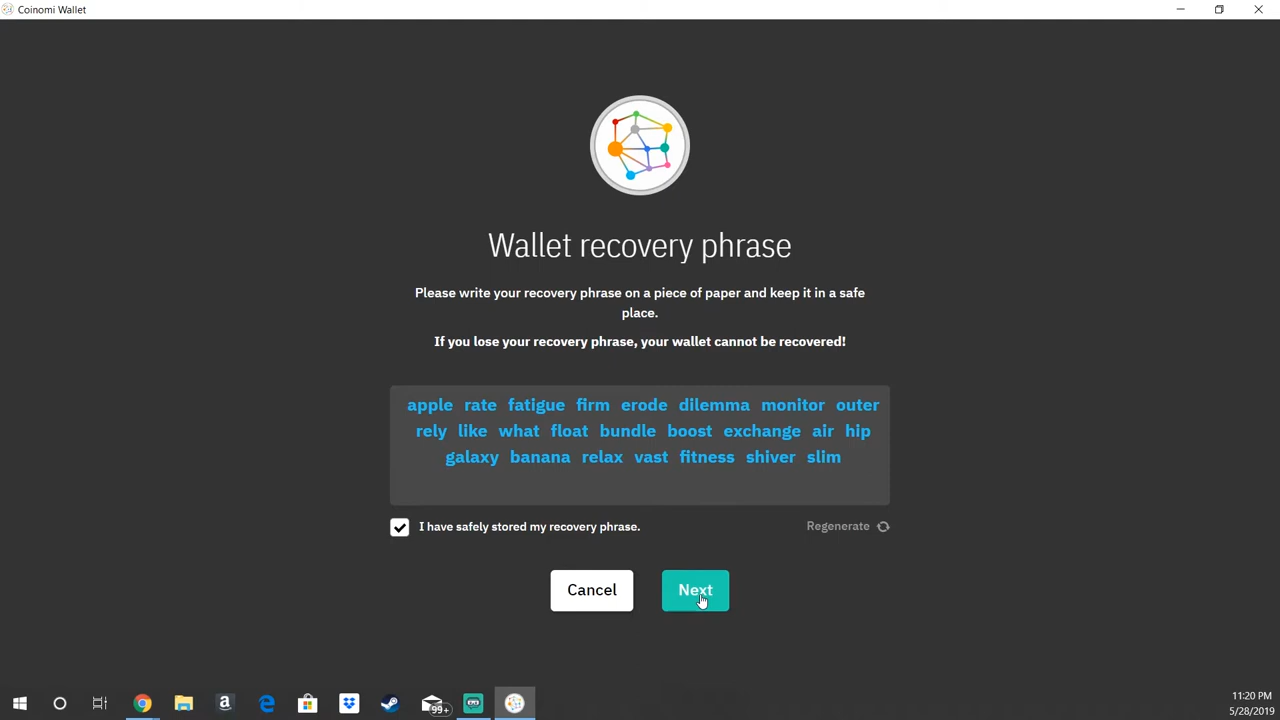 Coinomi Wallet
Wallet recovery phrase
Please write your recovery phrase on a piece of paper and keep it in a safe
place.
If you lose your recovery phrase, your wallet cannot be recovered!
apple rate fatigue firm erode dilemma monitor outer
rely like what float bundle boost exchange air hip
galaxy banana relax vast fitness shiver slim
I have safely stored my recovery phrase.
Regenerate
Cancel
Next
a
99+
11:20 PM
5/28/2019